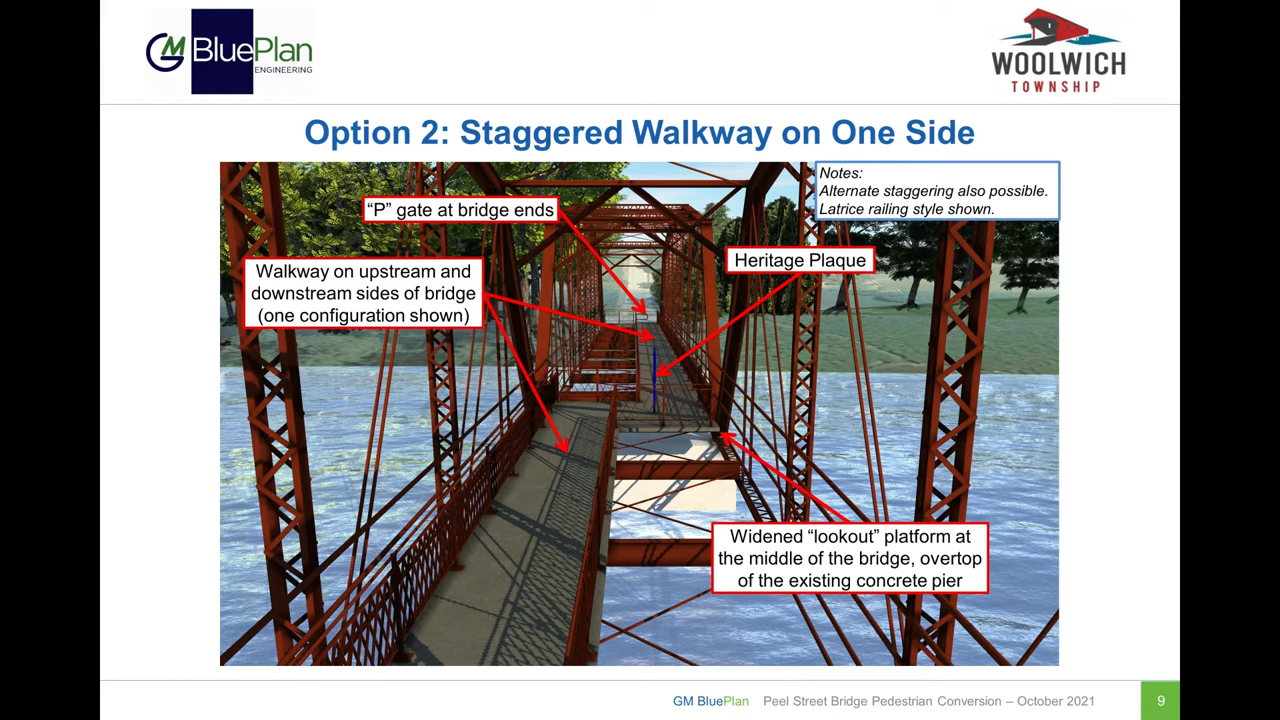 GM BluePlan
ENGINEERING
WOOLWICH
TOWNSHIP
Option 2: Staggered Walkway on One Side
Notes:
Alternate staggering also possible.
Latrice railing style shown.
“P” gate at bridge ends
Heritage Plaque
Walkway on upstream and
downstream sides of bridge
(one configuration shown)
Widened “lookout” platform at
the middle of the bridge, overtop
of the existing concrete pier
GM BluePlan Peel Street Bridge Pedestrian Conversion – October 2021
9